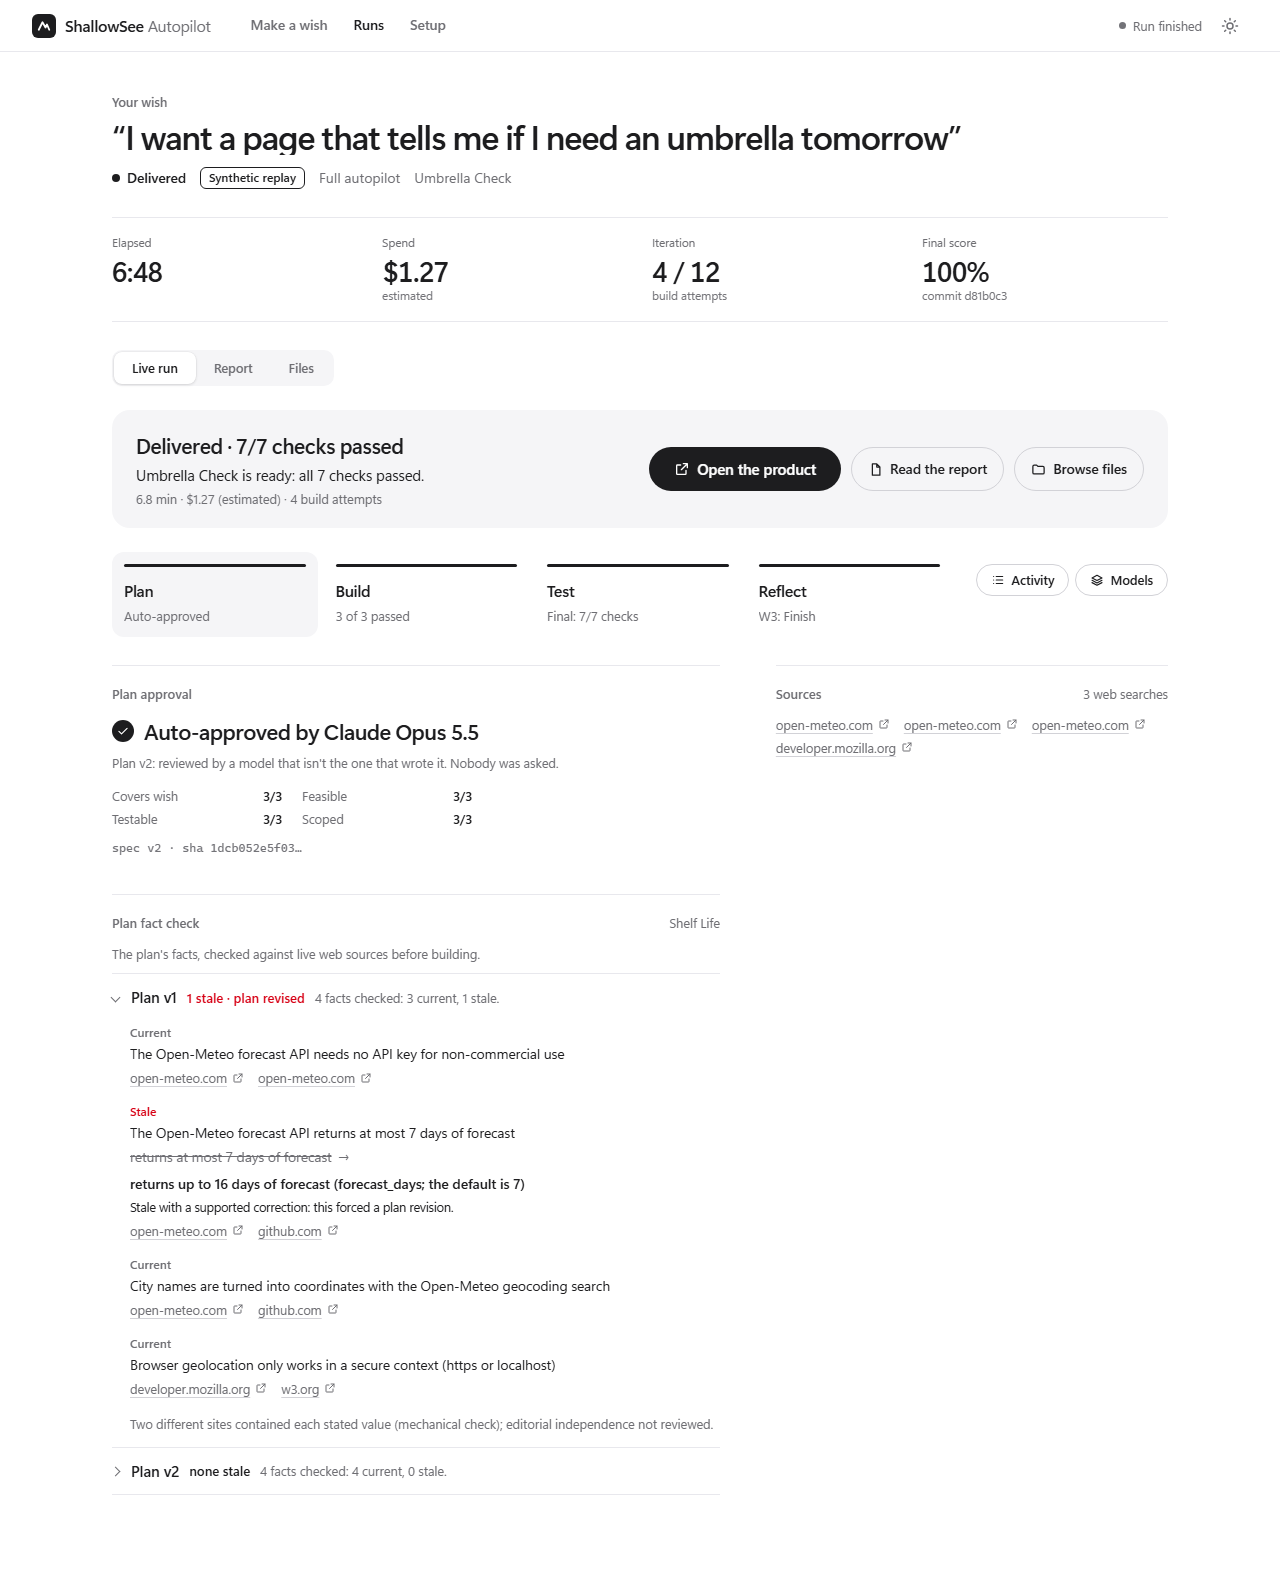 ShallowSee Autopilot
Make a wish
Runs
Setup
Run finished
Your wish
“I want a page that tells me if I need an umbrella tomorrow”
Delivered
Synthetic replay
Full autopilot
Umbrella Check
Elapsed
6:48
Spend
$1.27
estimated
Iteration
4 / 12
build attempts
Final score
100%
commit d81b0c3
Live run
Report
Files
Delivered · 7/7 checks passed
Umbrella Check is ready: all 7 checks passed.
6.8 min · $1.27 (estimated) · 4 build attempts
Open the product
Read the report
Browse files
Plan
Auto-approved
Build
3 of 3 passed
Test
Final: 7/7 checks
Reflect
W3: Finish
Activity
Models
Plan approval
Auto-approved by Claude Opus 5.5
Plan v2: reviewed by a model that isn't the one that wrote it. Nobody was asked.
Covers wish 3/3 Feasible 3/3
Testable 3/3 Scoped 3/3
spec v2 · sha 1dcb052e5f03…
Sources
3 web searches
open-meteo.com open-meteo.com open-meteo.com
developer.mozilla.org
Plan fact check
Shelf Life
The plan's facts, checked against live web sources before building.
Plan v1 1 stale · plan revised 4 facts checked: 3 current, 1 stale.
Current
The Open-Meteo forecast API needs no API key for non-commercial use
open-meteo.com open-meteo.com
Stale
The Open-Meteo forecast API returns at most 7 days of forecast
returns at most 7 days of forecast →
returns up to 16 days of forecast (forecast_days; the default is 7)
Stale with a supported correction: this forced a plan revision.
open-meteo.com github.com
Current
City names are turned into coordinates with the Open-Meteo geocoding search
open-meteo.com github.com
Current
Browser geolocation only works in a secure context (https or localhost)
developer.mozilla.org w3.org
Two different sites contained each stated value (mechanical check); editorial independence not reviewed.
Plan v2 none stale 4 facts checked: 4 current, 0 stale.